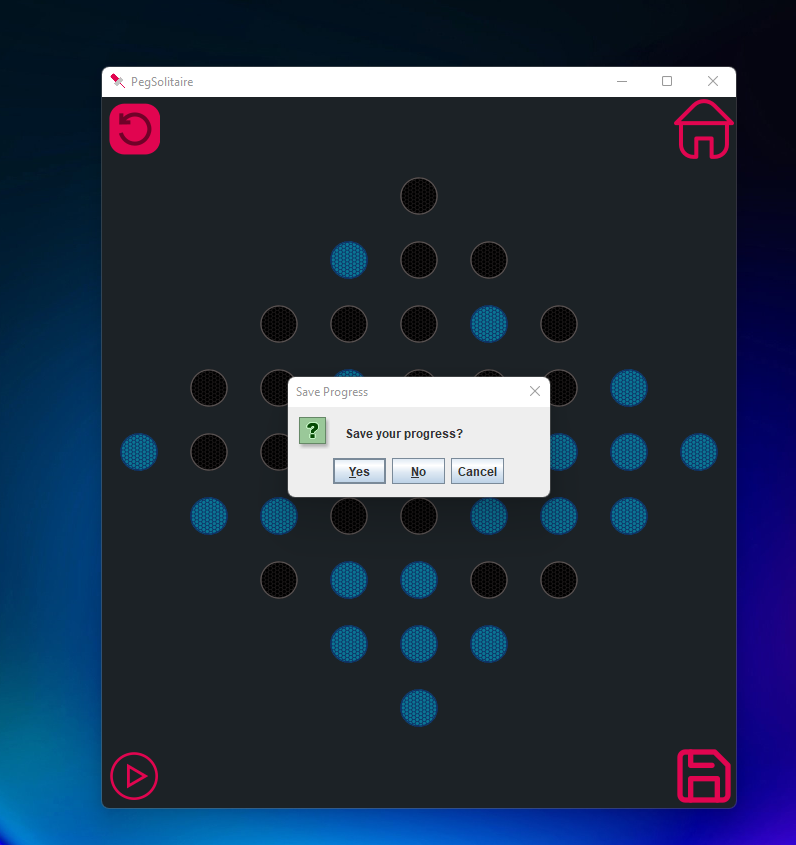 PegSolitaire
Save Progress
?
Save your progress?
Yes No Cancel